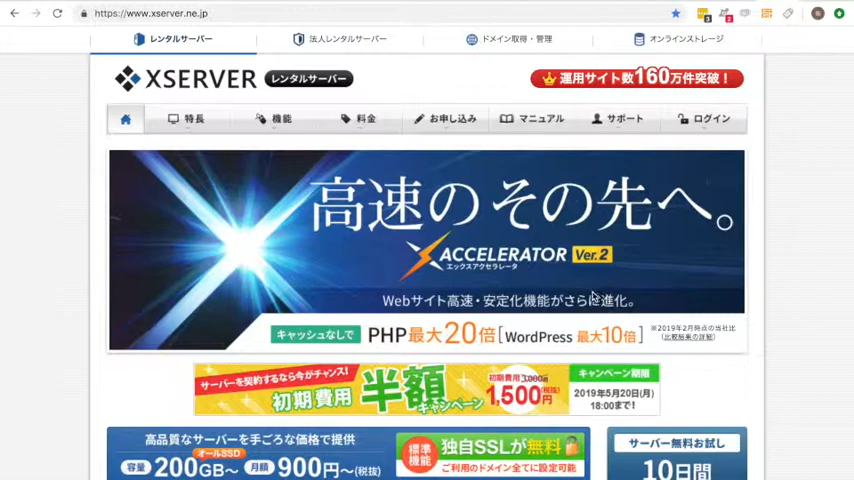 https://www.xserver.ne.jp
レンタルサーバー
法人レンタルサーバー
ドメイン取得・管理
オンラインストレージ
XSERVER レンタルサーバー
運用サイト数160万件突破！
特長
機能
料金
お申し込み
マニュアル
サポート
ログイン
高速のその先へ。
XACCELERATOR Ver.2
エックスアクセラレータ
Webサイト高速・安定化機能がさらに進化。
キャッシュなしで PHP最大20倍[WordPress 最大10倍]
※2019年2月時点の当社比
（比較結果の詳細）
サーバーを契約するなら今がチャンス！
初期費用 半額 キャンペーン
初期費用 3,000円
1,500円(税抜)
キャンペーン期限
2019年5月20日(月)
18:00まで！
高品質なサーバーを手ごろな価格で提供
オールSSD
容量 200GB～ 月額 900円～(税抜)
標準機能 独自SSLが無料
ご利用のドメイン全てに設定可能
サーバー無料お試し
10日間